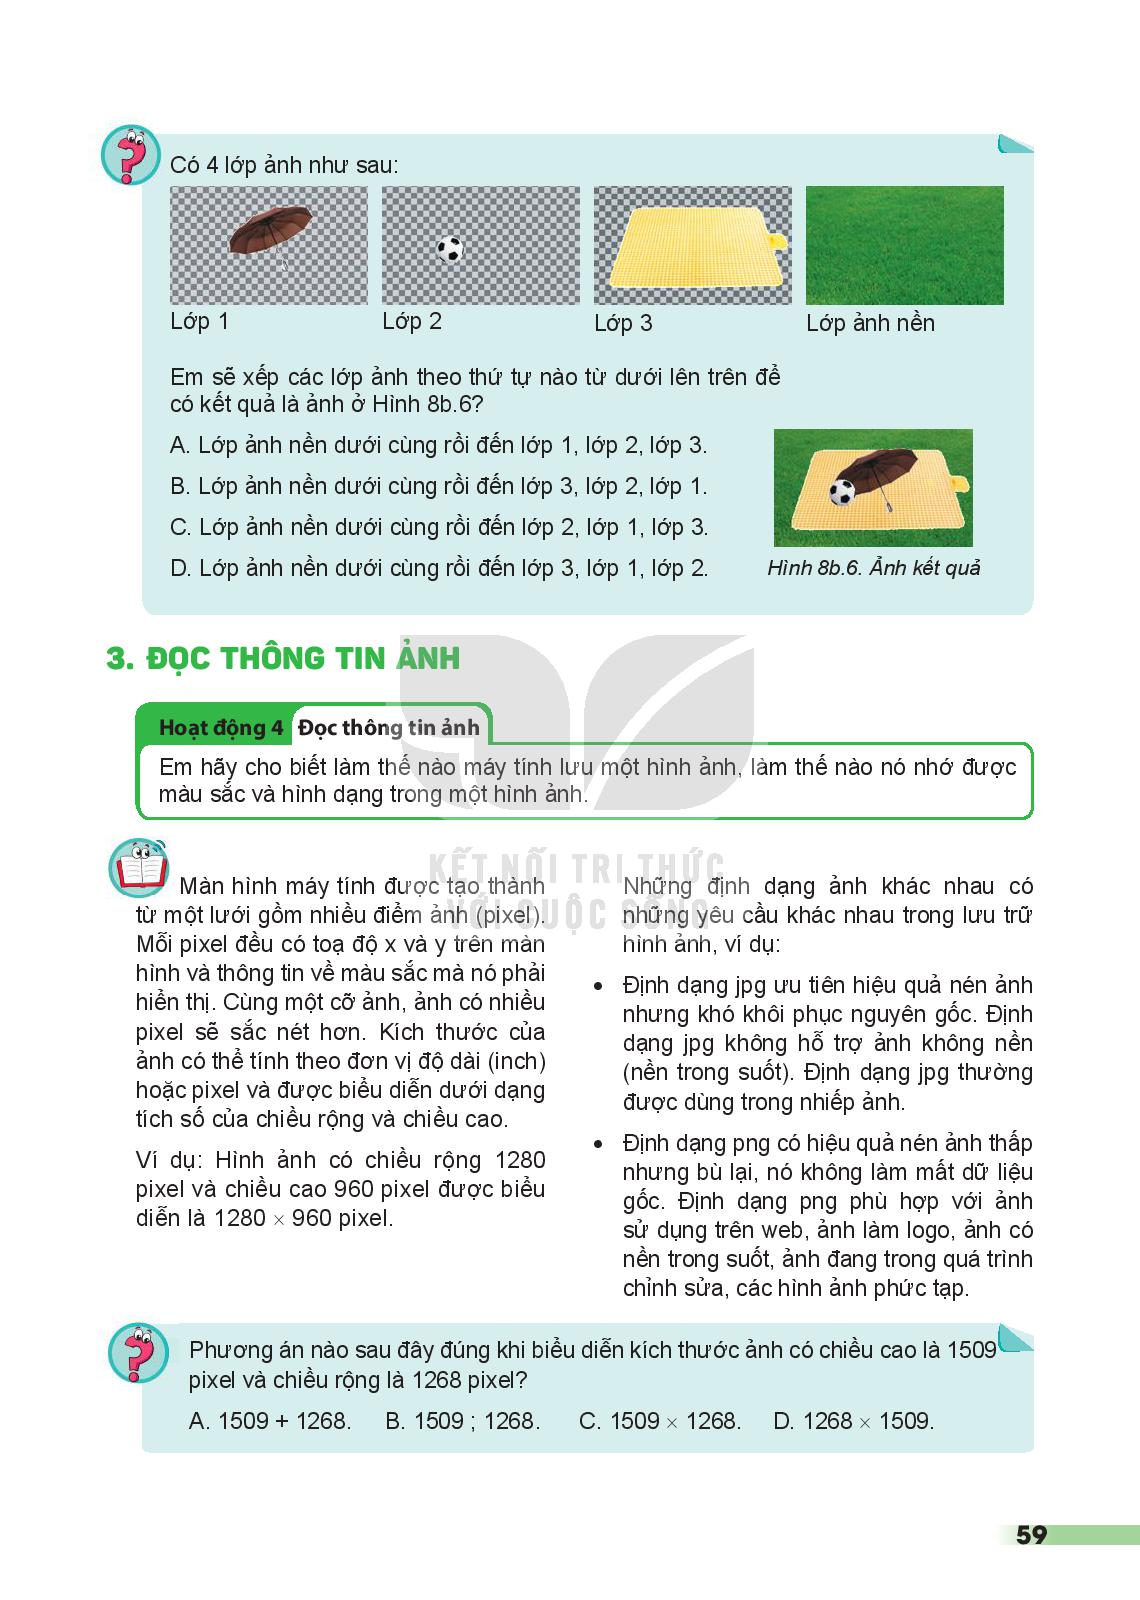 Có 4 lớp ảnh như sau:
Lớp 1
Lớp 2
Lớp 3
Lớp ảnh nền
Em sẽ xếp các lớp ảnh theo thứ tự nào từ dưới lên trên để
có kết quả là ảnh ở Hình 8b.6?
A. Lớp ảnh nền dưới cùng rồi đến lớp 1, lớp 2, lớp 3.
B. Lớp ảnh nền dưới cùng rồi đến lớp 3, lớp 2, lớp 1.
C. Lớp ảnh nền dưới cùng rồi đến lớp 2, lớp 1, lớp 3.
D. Lớp ảnh nền dưới cùng rồi đến lớp 3, lớp 1, lớp 2.
Hình 8b.6. Ảnh kết quả
3. ĐỌC THÔNG TIN ẢNH
Hoạt động 4 Đọc thông tin ảnh
Em hãy cho biết làm thế nào máy tính lưu một hình ảnh, làm thế nào nó nhớ được
màu sắc và hình dạng trong một hình ảnh.
KẾT NỐI TRI THỨC
VỚI CUỘC SỐNG
Màn hình máy tính được tạo thành
từ một lưới gồm nhiều điểm ảnh (pixel).
Mỗi pixel đều có toạ độ x và y trên màn
hình và thông tin về màu sắc mà nó phải
hiển thị. Cùng một cỡ ảnh, ảnh có nhiều
pixel sẽ sắc nét hơn. Kích thước của
ảnh có thể tính theo đơn vị độ dài (inch)
hoặc pixel và được biểu diễn dưới dạng
tích số của chiều rộng và chiều cao.
Ví dụ: Hình ảnh có chiều rộng 1280
pixel và chiều cao 960 pixel được biểu
diễn là 1280 × 960 pixel.
Những định dạng ảnh khác nhau có
những yêu cầu khác nhau trong lưu trữ
hình ảnh, ví dụ:
• Định dạng jpg ưu tiên hiệu quả nén ảnh
nhưng khó khôi phục nguyên gốc. Định
dạng jpg không hỗ trợ ảnh không nền
(nền trong suốt). Định dạng jpg thường
được dùng trong nhiếp ảnh.
• Định dạng png có hiệu quả nén ảnh thấp
nhưng bù lại, nó không làm mất dữ liệu
gốc. Định dạng png phù hợp với ảnh
sử dụng trên web, ảnh làm logo, ảnh có
nền trong suốt, ảnh đang trong quá trình
chỉnh sửa, các hình ảnh phức tạp.
Phương án nào sau đây đúng khi biểu diễn kích thước ảnh có chiều cao là 1509
pixel và chiều rộng là 1268 pixel?
A. 1509 + 1268. B. 1509 ; 1268. C. 1509 × 1268. D. 1268 × 1509.
59